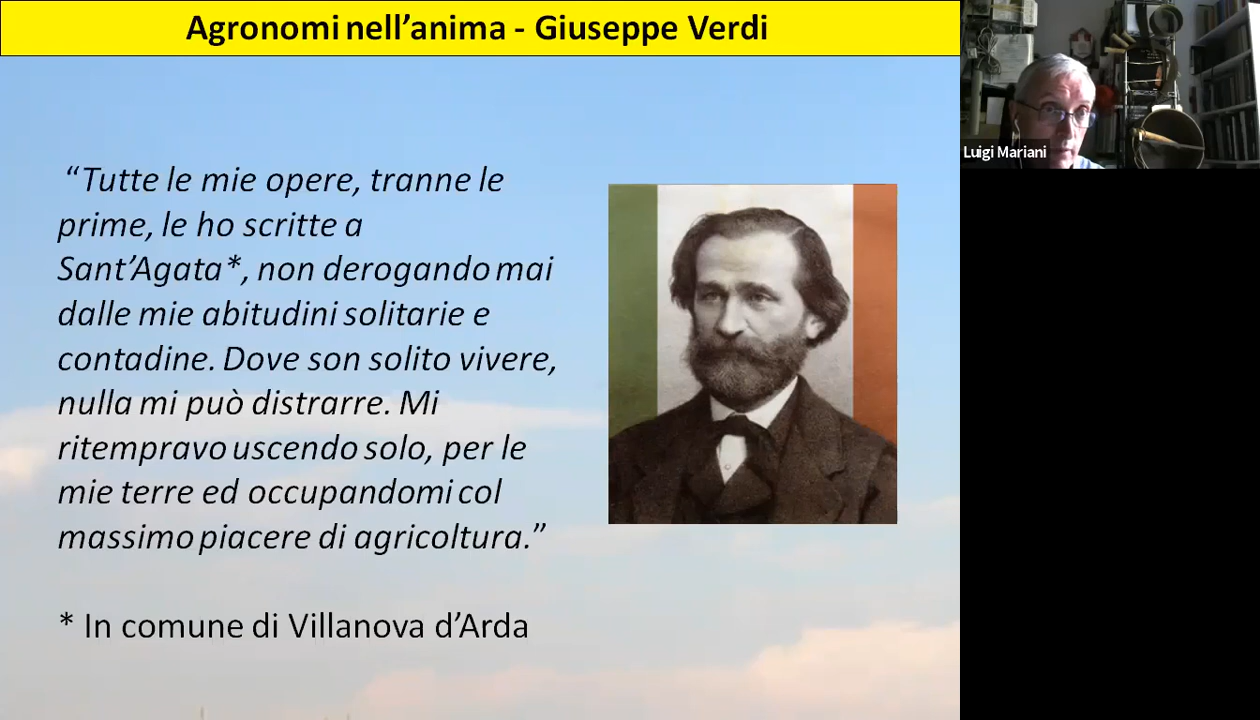 Agronomi nell’anima - Giuseppe Verdi
“Tutte le mie opere, tranne le
prime, le ho scritte a
Sant’Agata*, non derogando mai
dalle mie abitudini solitarie e
contadine. Dove son solito vivere,
nulla mi può distrarre. Mi
ritempravo uscendo solo, per le
mie terre ed occupandomi col
massimo piacere di agricoltura.”
* In comune di Villanova d’Arda
Luigi Mariani